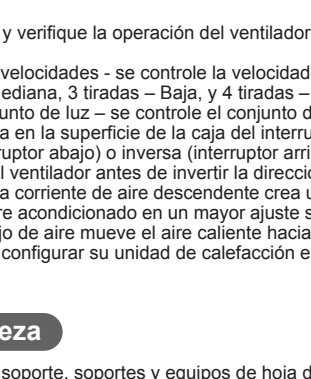 y verifique la operación del ventilador
velocidades - se controle la velocidad
ediana, 3 tiradas – Baja, y 4 tiradas –
unto de luz – se controle el conjunto d
a en la superficie de la caja del interru
ruptor abajo) o inversa (interruptor arri
l ventilador antes de invertir la direcci
a corriente de aire descendente crea u
re acondicionado en un mayor ajuste s
jo de aire mueve el aire caliente hacia
configurar su unidad de calefacción e
eza
soporte, soportes y equipos de hoja d